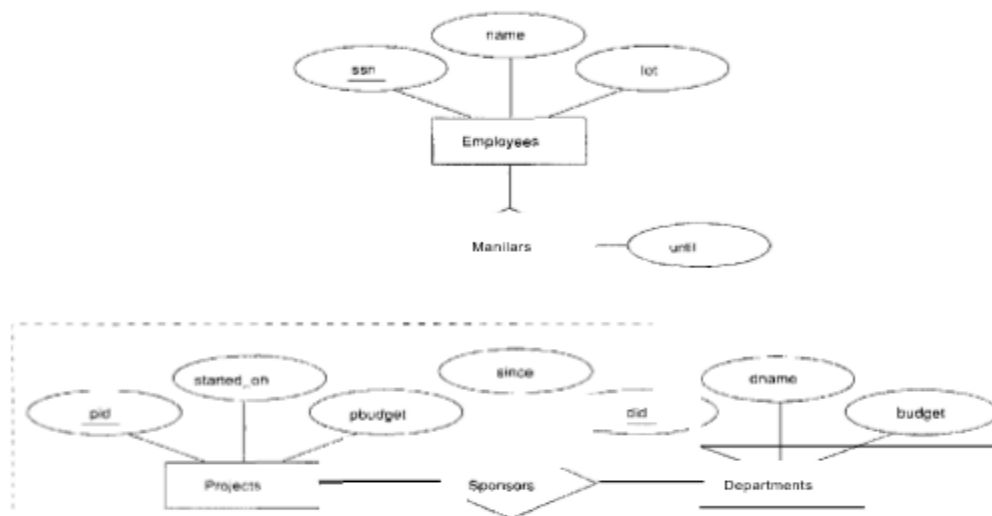 name
ssn
lot
Employees
Manilars
until
since
started_on
dname
pid
pbudget
did
budget
Projects
Sponsors
Departments